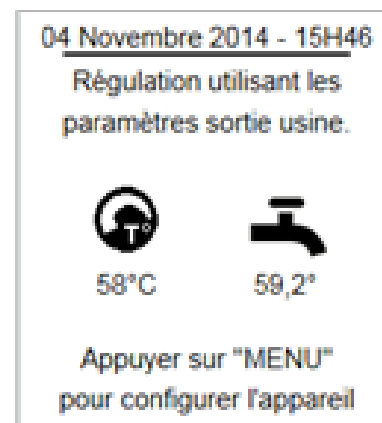 04 Novembre 2014 - 15H46
Régulation utilisant les
paramètres sortie usine.
T°
58°C
59,2°
Appuyer sur "MENU"
pour configurer l'appareil